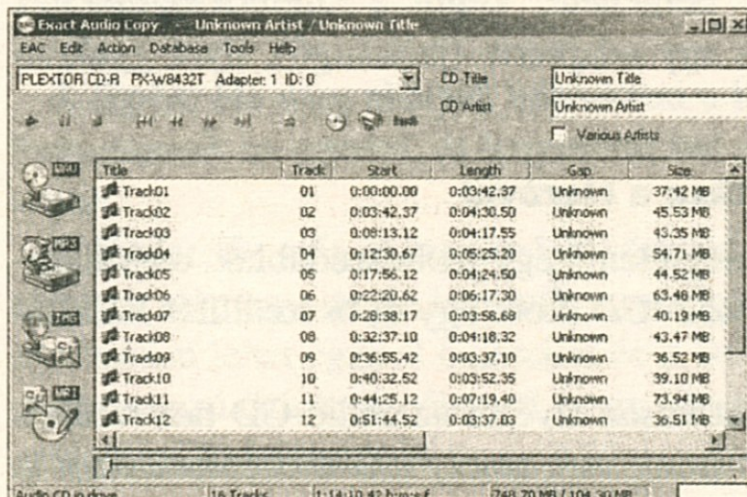 Exact Audio Copy - Unknown Artist / Unknown Title
EAC Edit Action Database Tools Help
PLEXTOR CD-R PX-W8432T Adapter: 1 ID: 0
CD Title Unknown Title
CD Artist Unknown Artist
Various Artists
Title Track Start Length Gap Size
Track01 01 0:00:00.00 0:03:42.37 Unknown 37.42 MB
Track02 02 0:03:42.37 0:04:30.50 Unknown 45.53 MB
Track03 03 0:08:13.12 0:04:17.55 Unknown 43.35 MB
Track04 04 0:12:30.67 0:05:25.20 Unknown 54.71 MB
Track05 05 0:17:56.12 0:04:24.50 Unknown 44.52 MB
Track06 06 0:22:20.62 0:06:17.30 Unknown 63.48 MB
Track07 07 0:28:38.17 0:03:58.68 Unknown 40.19 MB
Track08 08 0:32:37.10 0:04:18.32 Unknown 43.47 MB
Track09 09 0:36:55.42 0:03:37.10 Unknown 36.52 MB
Track10 10 0:40:32.52 0:03:52.35 Unknown 39.10 MB
Track11 11 0:44:25.12 0:07:19.40 Unknown 73.94 MB
Track12 12 0:51:44.52 0:03:37.03 Unknown 36.51 MB
WAV
MP3
IMG
MP3
Audio CD in drive 16 Tracks 1:14:10.42 h:m:s.f 748.70 MB / 104.30 MB